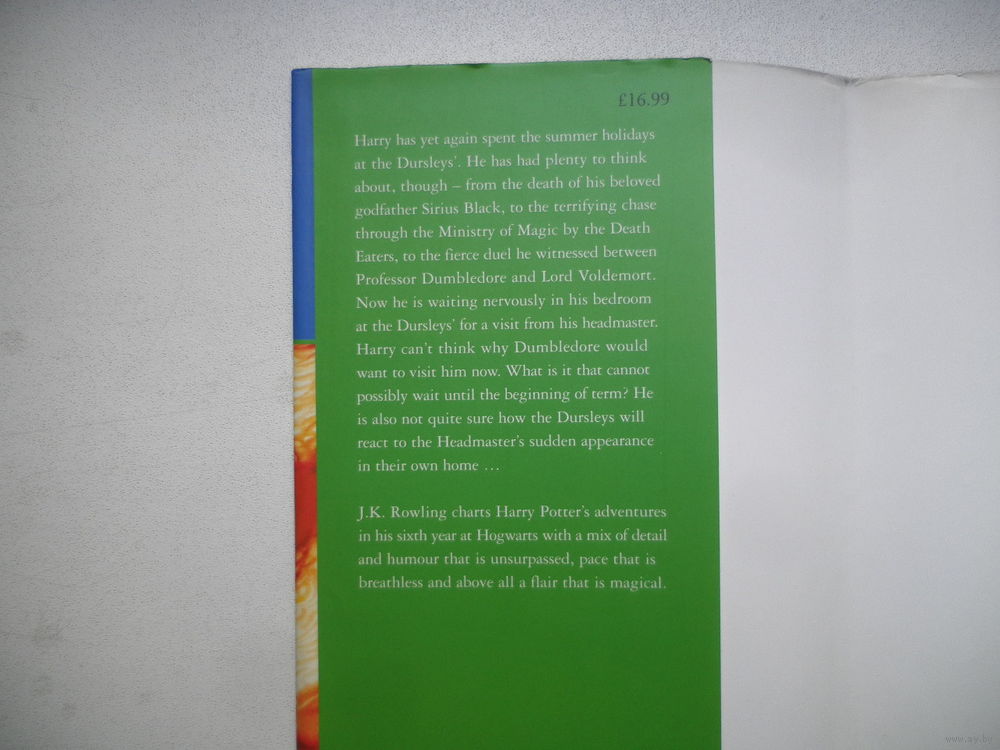 £16.99
Harry has yet again spent the summer holidays
at the Dursleys'. He has had plenty to think
about, though – from the death of his beloved
godfather Sirius Black, to the terrifying chase
through the Ministry of Magic by the Death
Eaters, to the fierce duel he witnessed between
Professor Dumbledore and Lord Voldemort.
Now he is waiting nervously in his bedroom
at the Dursleys' for a visit from his headmaster.
Harry can't think why Dumbledore would
want to visit him now. What is it that cannot
possibly wait until the beginning of term? He
is also not quite sure how the Dursleys will
react to the Headmaster's sudden appearance
in their own home …
J.K. Rowling charts Harry Potter's adventures
in his sixth year at Hogwarts with a mix of detail
and humour that is unsurpassed, pace that is
breathless and above all a flair that is magical.
www.ay.by